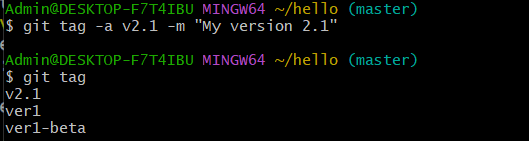 Admin@DESKTOP-F7T4IBU MINGW64 ~/hello (master)
$ git tag -a v2.1 -m "My version 2.1"
Admin@DESKTOP-F7T4IBU MINGW64 ~/hello (master)
$ git tag
v2.1
ver1
ver1-beta